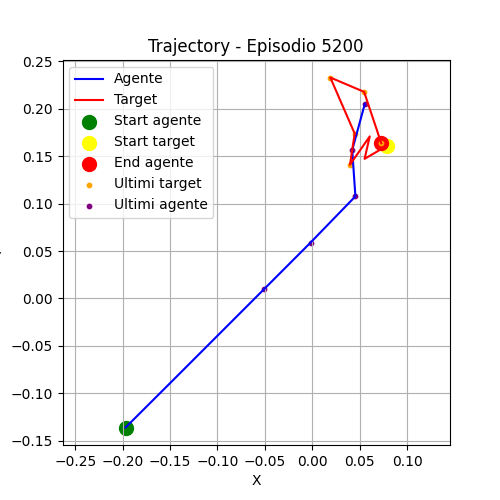 Trajectory - Episodio 5200
Agente
Target
Start agente
Start target
End agente
Ultimi target
Ultimi agente
0.25
0.20
0.15
0.10
0.05
0.00
−0.05
−0.10
−0.15
−0.25 −0.20 −0.15 −0.10 −0.05 0.00 0.05 0.10
X